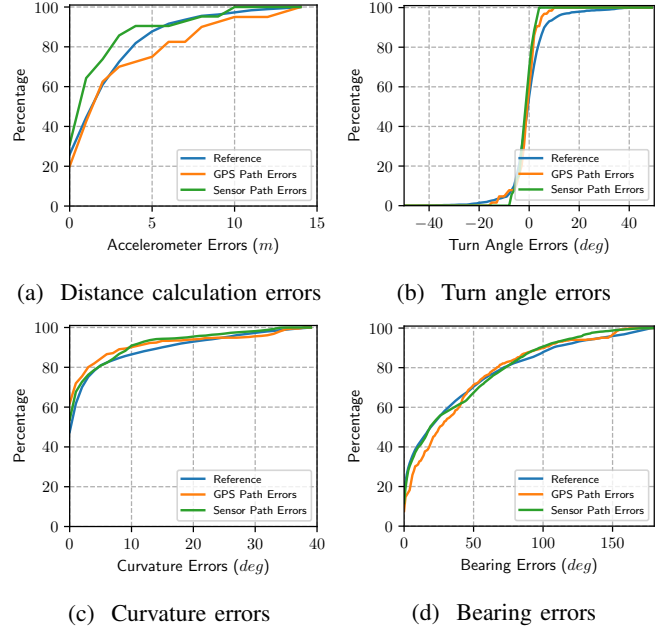 100
80
60
40
20
0
Percentage
0 5 10 15
Accelerometer Errors (m)
Reference
GPS Path Errors
Sensor Path Errors
(a) Distance calculation errors
100
80
60
40
20
0
Percentage
−40 −20 0 20 40
Turn Angle Errors (deg)
Reference
GPS Path Errors
Sensor Path Errors
(b) Turn angle errors
100
80
60
40
20
0
Percentage
0 10 20 30 40
Curvature Errors (deg)
Reference
GPS Path Errors
Sensor Path Errors
(c) Curvature errors
100
80
60
40
20
0
Percentage
0 50 100 150
Bearing Errors (deg)
Reference
GPS Path Errors
Sensor Path Errors
(d) Bearing errors